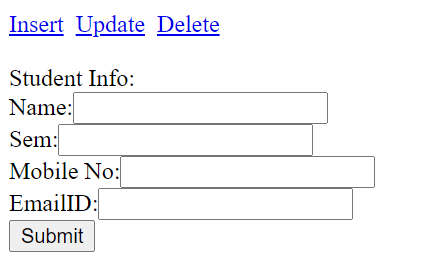 Insert Update Delete
Student Info:
Name:
Sem:
Mobile No:
EmailID:
Submit